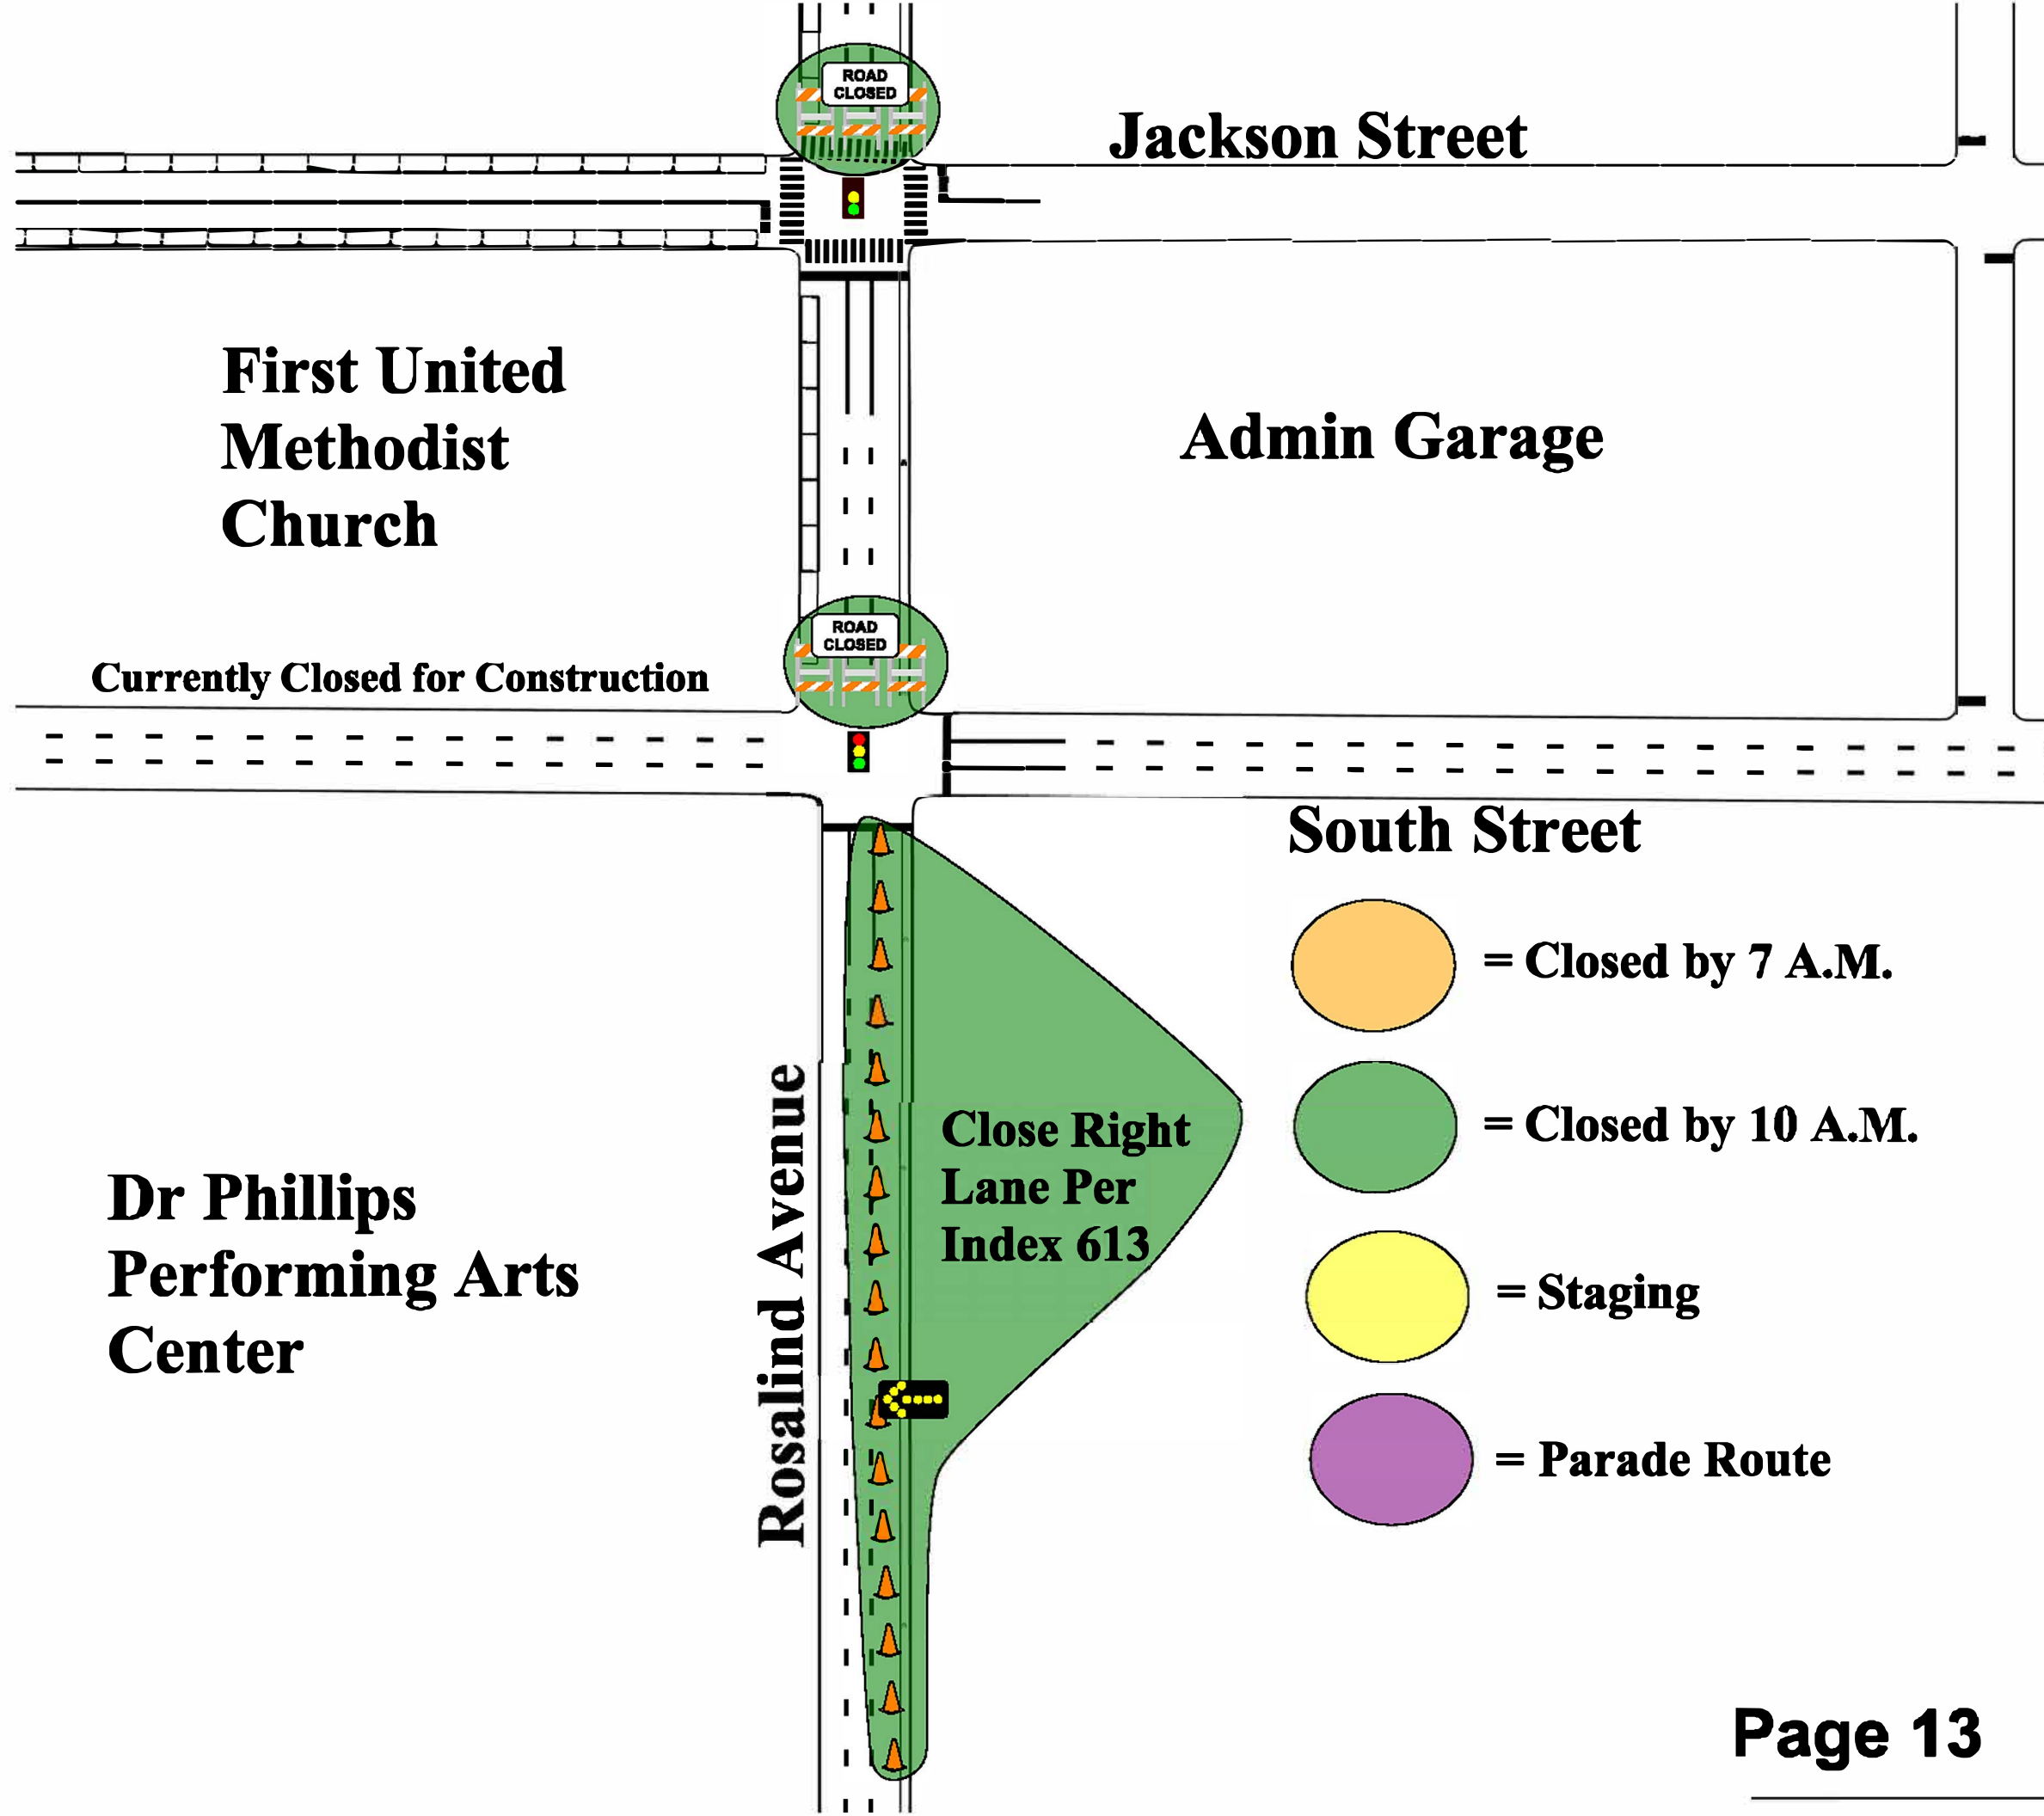 ROAD
CLOSED
Jackson Street
First United
Methodist
Church
Admin Garage
ROAD
CLOSED
Currently Closed for Construction
South Street
= Closed by 7 A.M.
= Closed by 10 A.M.
Rosalind Avenue
Close Right
Lane Per
Index 613
Dr Phillips
Performing Arts
Center
= Staging
= Parade Route
Page 13